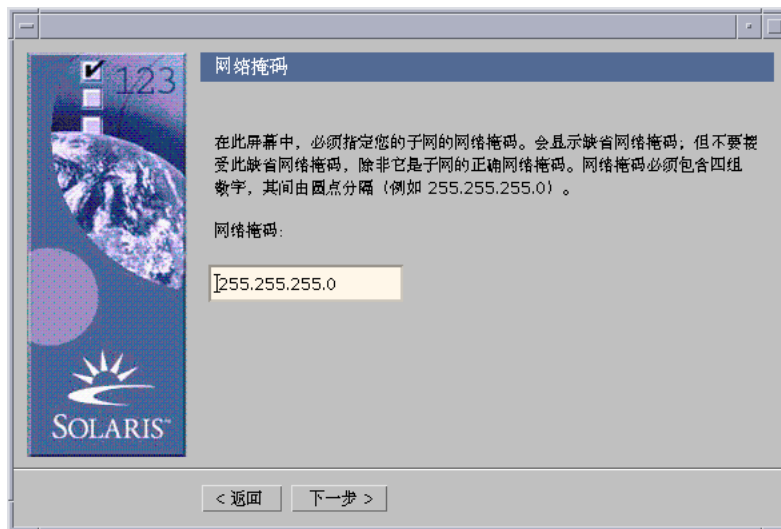 123
网络掩码
在此屏幕中，必须指定您的子网的网络掩码。会显示缺省网络掩码；但不要接
受此缺省网络掩码，除非它是子网的正确网络掩码。网络掩码必须包含四组
数字，其间由圆点分隔（例如 255.255.255.0）。
网络掩码:
255.255.255.0
SOLARIS™
< 返回
下一步 >